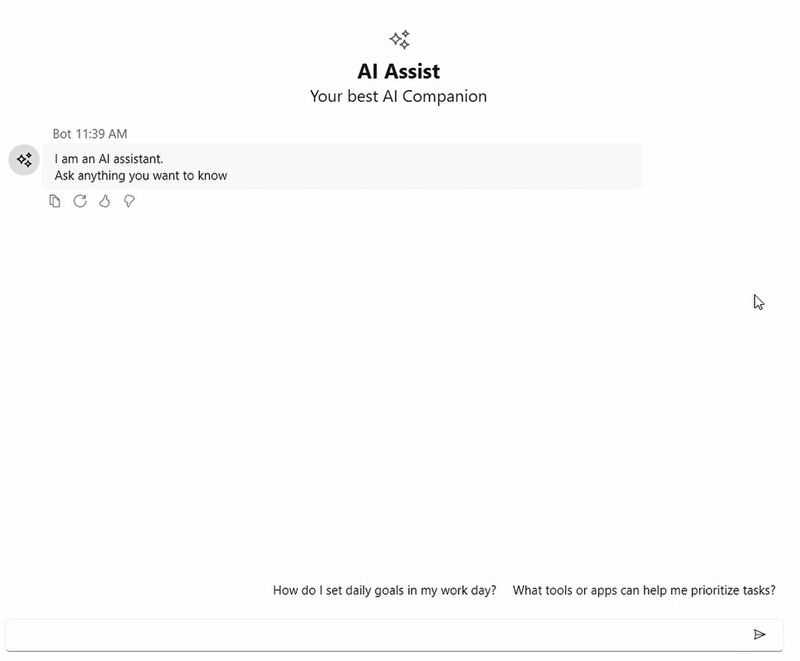 AI Assist
Your best AI Companion
Bot 11:39 AM
I am an AI assistant.
Ask anything you want to know
How do I set daily goals in my work day? What tools or apps can help me prioritize tasks?